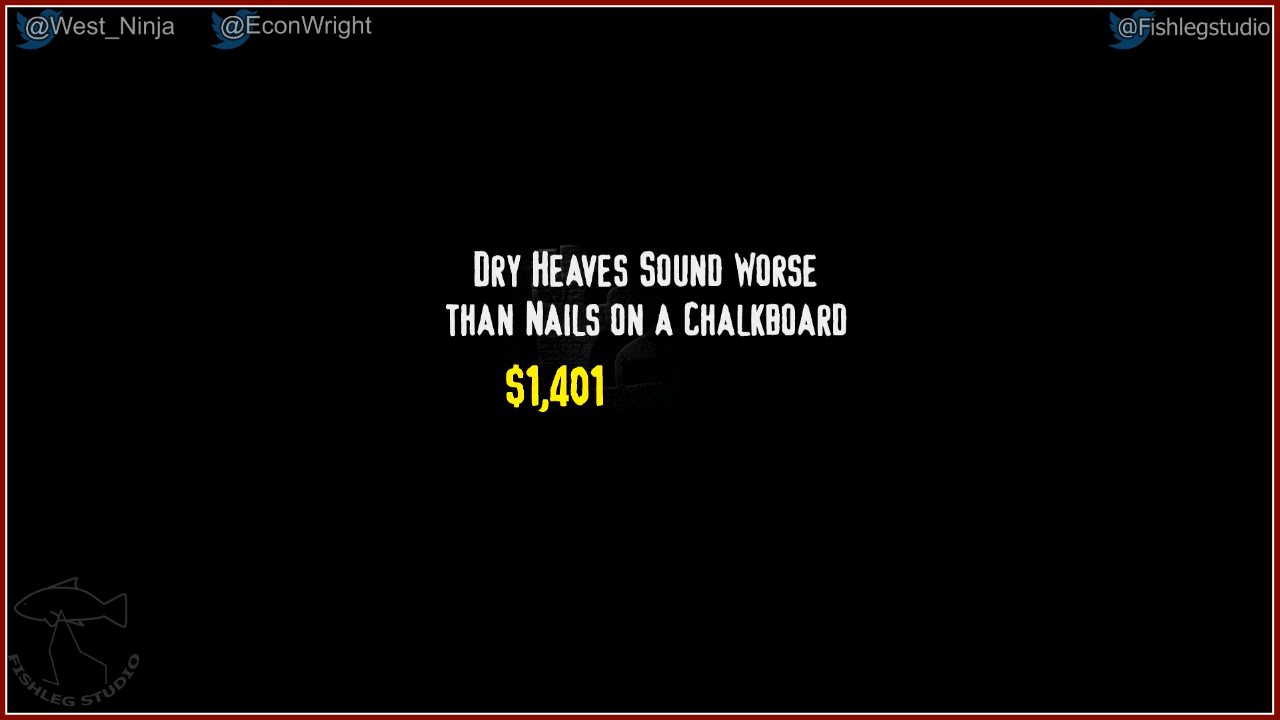 @West_Ninja @EconWright @Fishlegstudio
Dry Heaves Sound Worse
than Nails on a Chalkboard
$1,401
FISHLEG STUDIO